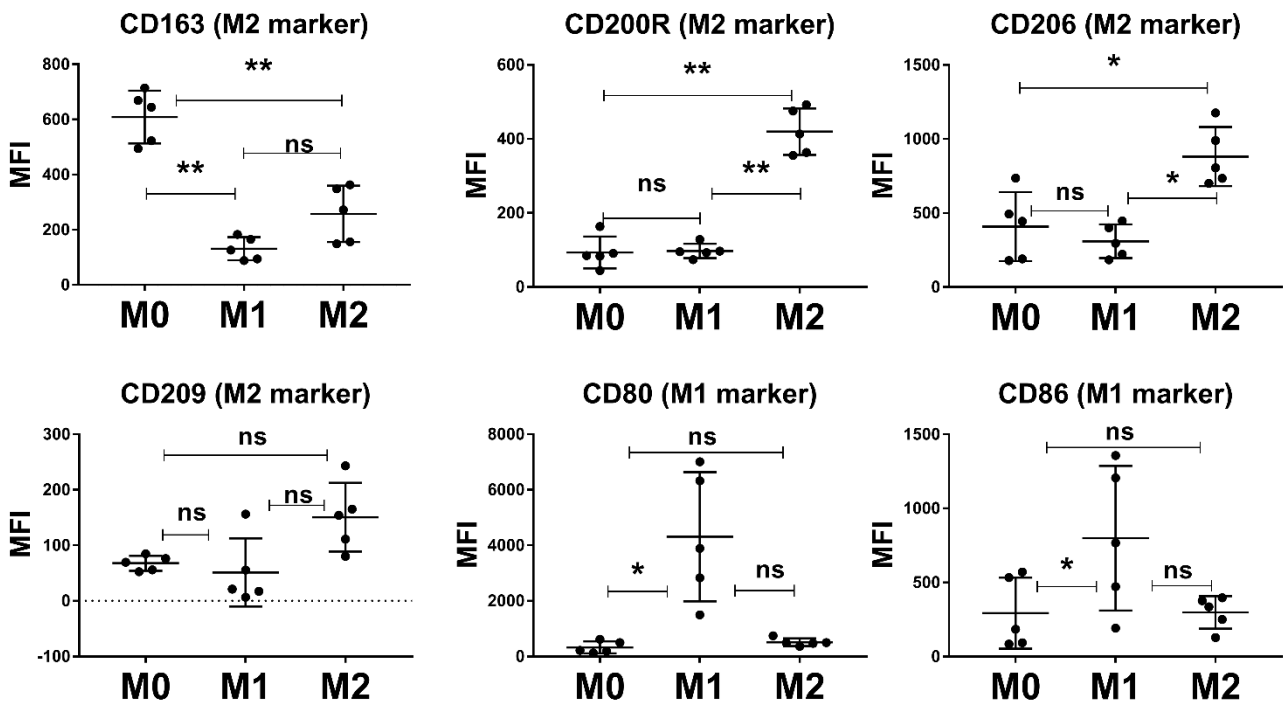 CD163 (M2 marker)
MFI
800
600
400
200
0
**
**
ns
M0 M1 M2
CD200R (M2 marker)
MFI
600
400
200
0
**
ns
**
M0 M1 M2
CD206 (M2 marker)
MFI
1500
1000
500
0
*
ns
*
M0 M1 M2
CD209 (M2 marker)
MFI
300
200
100
0
-100
ns
ns
ns
M0 M1 M2
CD80 (M1 marker)
MFI
8000
6000
4000
2000
0
ns
*
ns
M0 M1 M2
CD86 (M1 marker)
MFI
1500
1000
500
0
ns
*
ns
M0 M1 M2